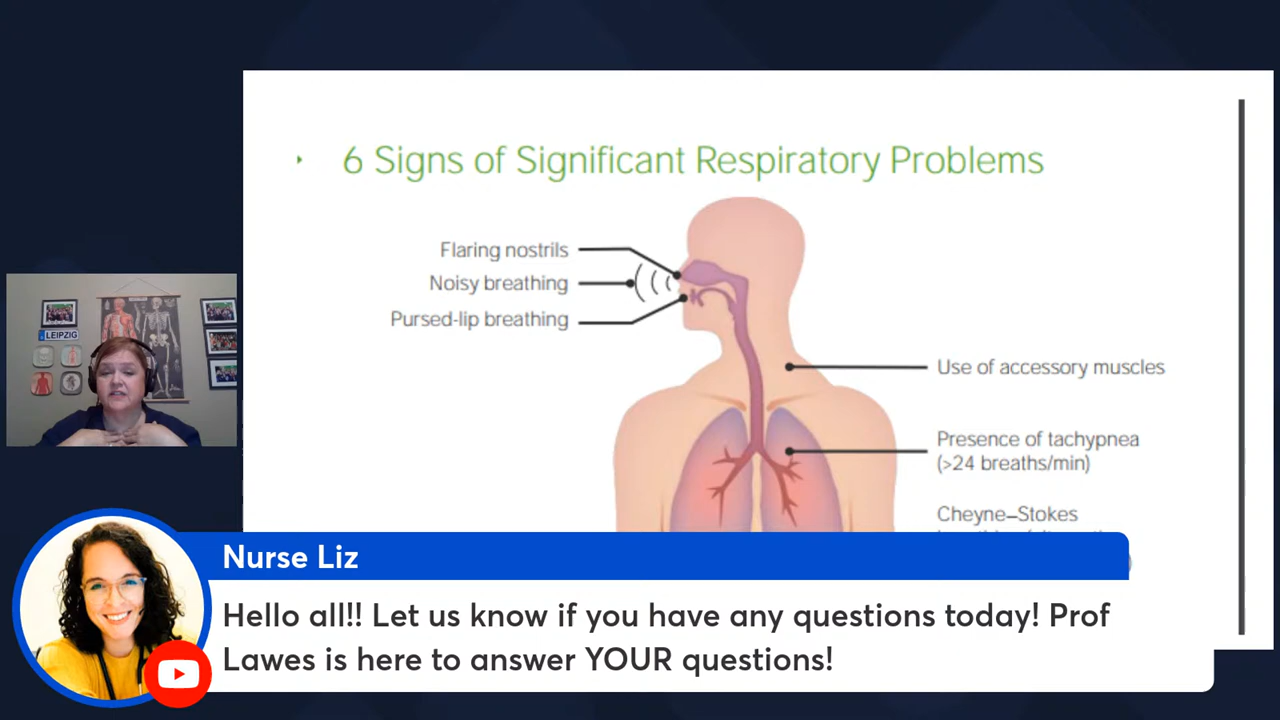 6 Signs of Significant Respiratory Problems
Flaring nostrils
Noisy breathing
Pursed-lip breathing
Use of accessory muscles
Presence of tachypnea
(>24 breaths/min)
Cheyne–Stokes
LEIPZIG
Nurse Liz
Hello all!! Let us know if you have any questions today! Prof
Lawes is here to answer YOUR questions!